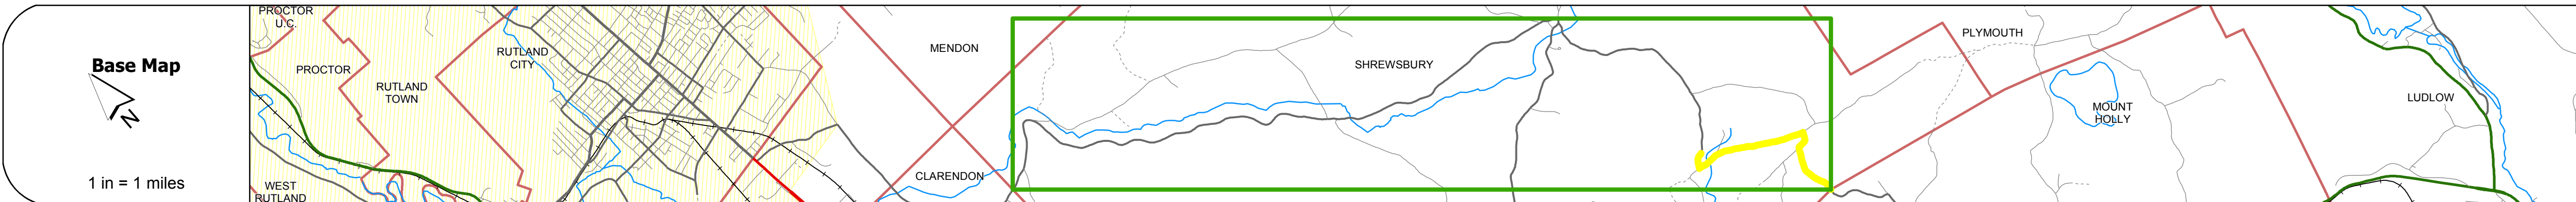 Base Map
N
1 in = 1 miles
PROCTOR
U.C.
PROCTOR
RUTLAND
TOWN
WEST
RUTLAND
RUTLAND
CITY
MENDON
CLARENDON
SHREWSBURY
PLYMOUTH
MOUNT
HOLLY
LUDLOW